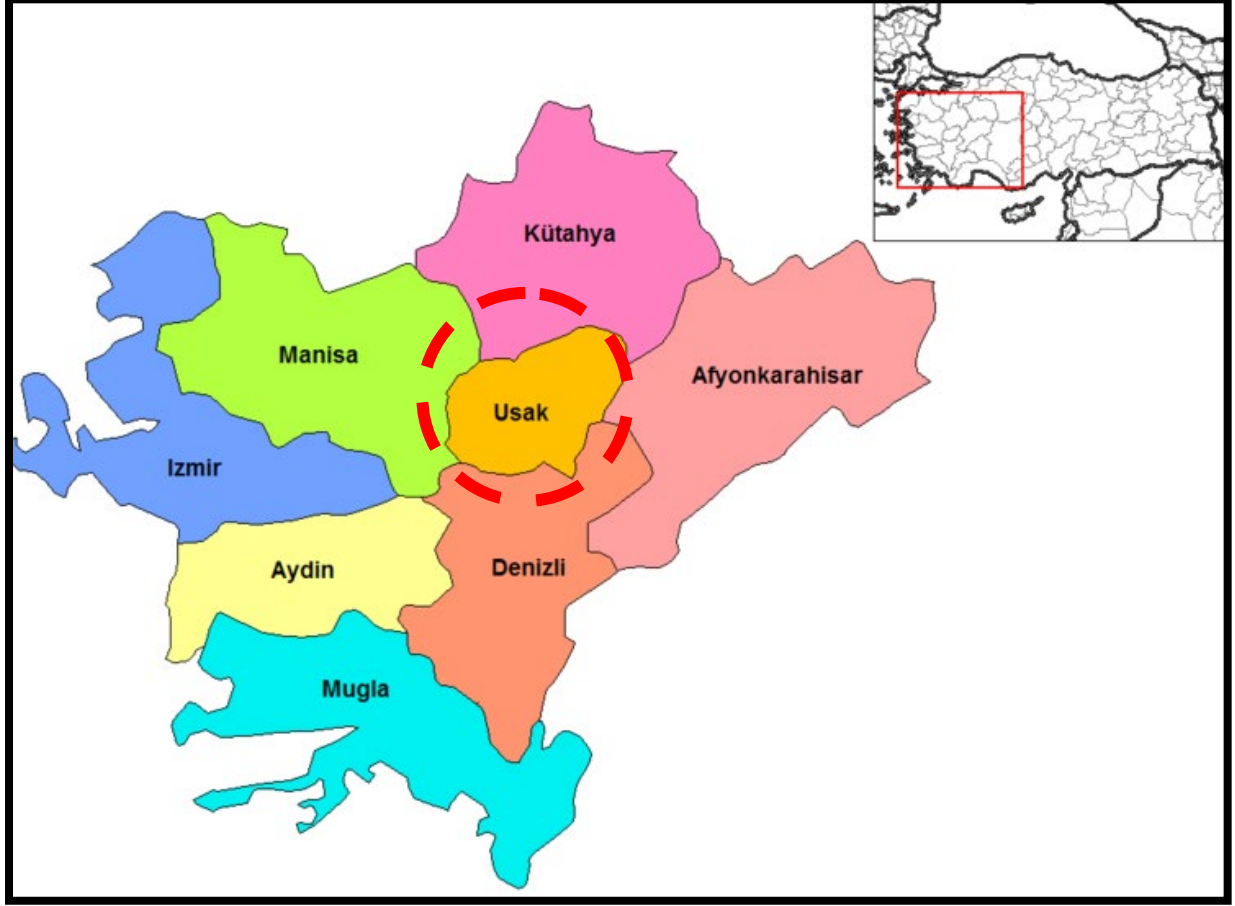 Kütahya
Manisa
Afyonkarahisar
Usak
Izmir
Aydin
Denizli
Mugla